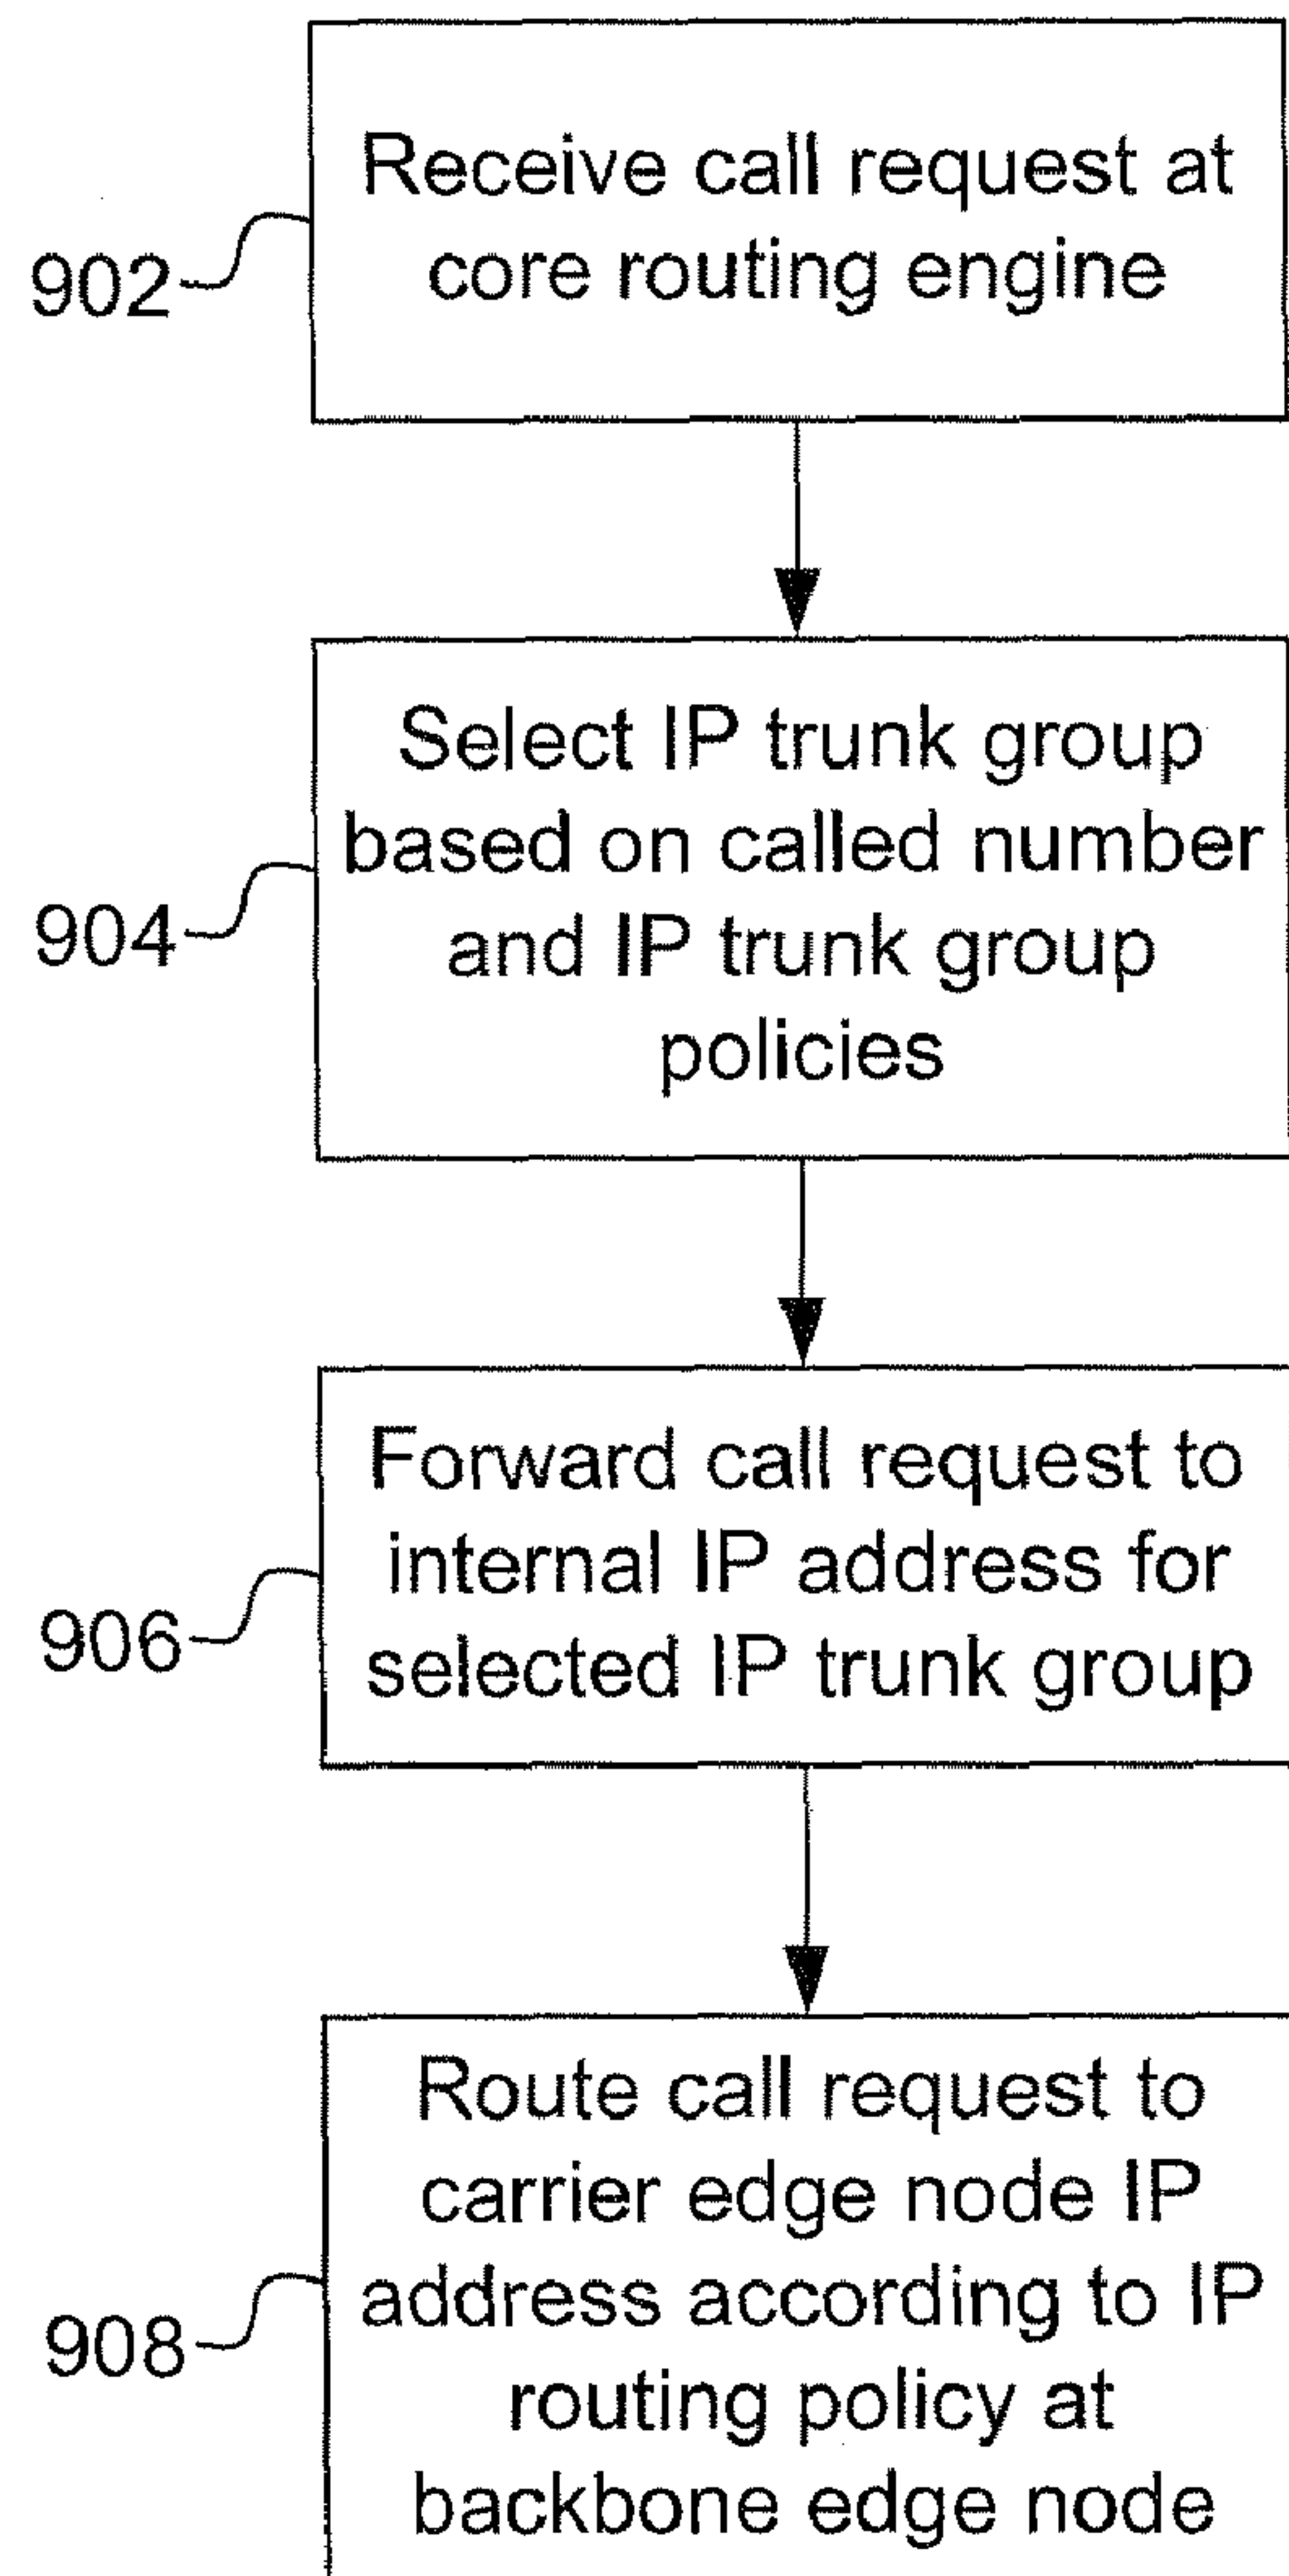 Receive call request at
core routing engine
902
Select IP trunk group
based on called number
and IP trunk group
policies
904
Forward call request to
internal IP address for
selected IP trunk group
906
Route call request to
carrier edge node IP
address according to IP
routing policy at
backbone edge node
908